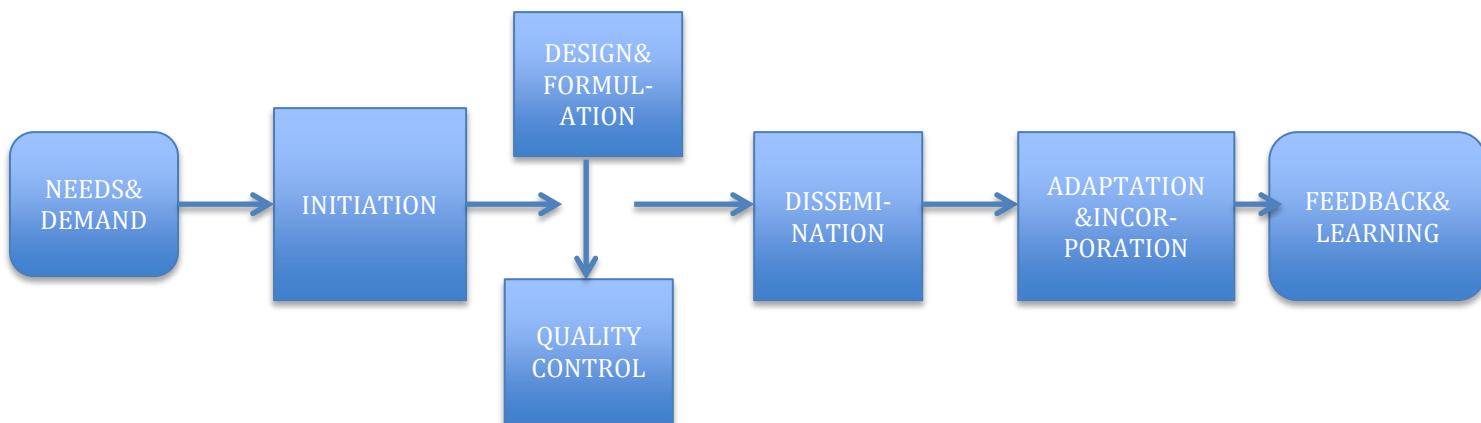 NEEDS&
DEMAND
INITIATION
DESIGN&
FORMUL-
ATION
QUALITY
CONTROL
DISSEMI-
NATION
ADAPTATION
&INCOR-
PORATION
FEEDBACK&
LEARNING